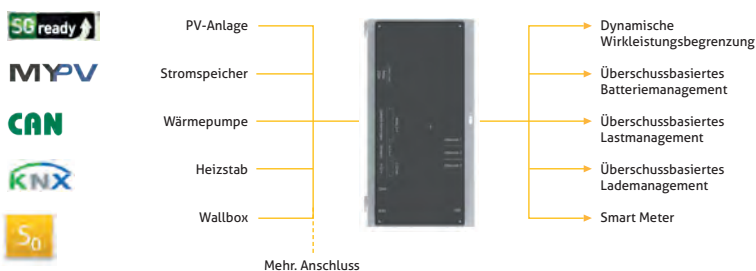 SG ready
MYPV
CAN
KNX
S0
PV-Anlage
Stromspeicher
Wärmepumpe
Heizstab
Wallbox
Mehr. Anschluss
Dynamische
Wirkleistungsbegrenzung
Überschussbasiertes
Batteriemanagement
Überschussbasiertes
Lastmanagement
Überschussbasiertes
Lademanagement
Smart Meter